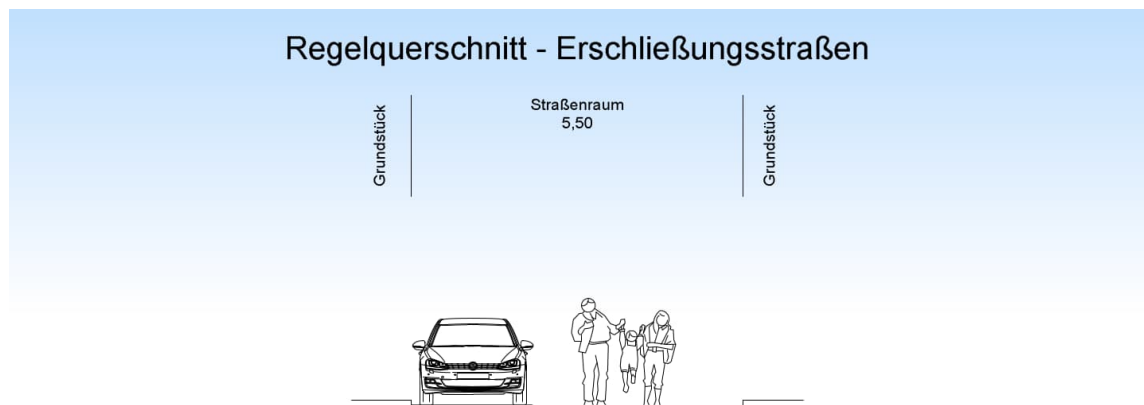 Regelquerschnitt - Erschließungsstraßen
Grundstück
Straßenraum
5,50
Grundstück